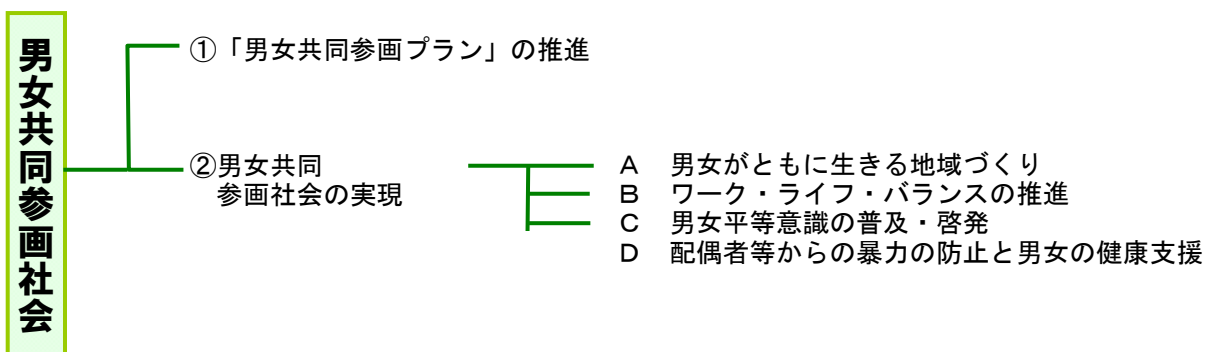 男女共同参画社会
①「男女共同参画プラン」の推進
②男女共同
参画社会の実現
A 男女がともに生きる地域づくり
B ワーク・ライフ・バランスの推進
C 男女平等意識の普及・啓発
D 配偶者等からの暴力の防止と男女の健康支援